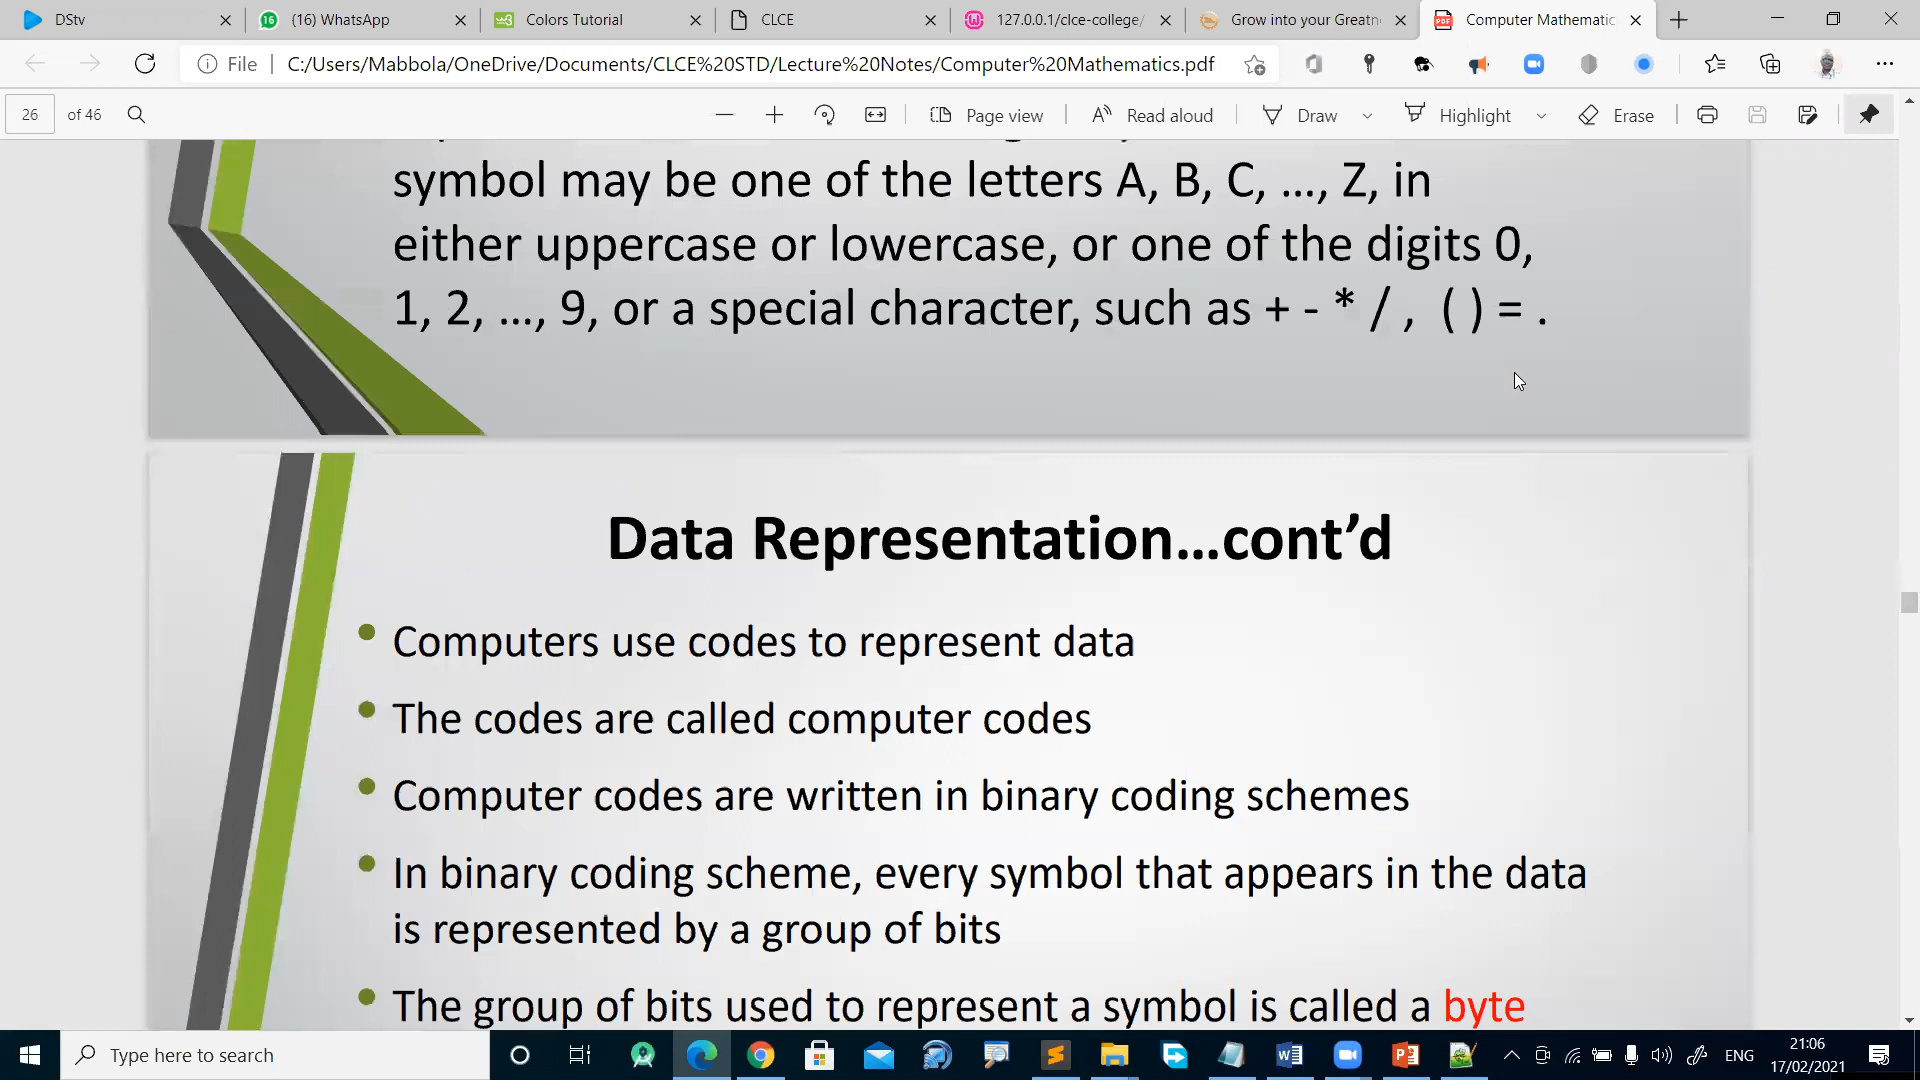 DStv
16
(16) WhatsApp
w3
Colors Tutorial
CLCE
127.0.0.1/clce-college/
Grow into your Greatn
PDF
Computer Mathematic
File
C:/Users/Mabbola/OneDrive/Documents/CLCE%20STD/Lecture%20Notes/Computer%20Mathematics.pdf
26 of 46
Page view
Read aloud
Draw
Highlight
Erase
symbol may be one of the letters A, B, C, …, Z, in
either uppercase or lowercase, or one of the digits 0,
1, 2, …, 9, or a special character, such as + - * / , ( ) = .
Data Representation…cont’d
• Computers use codes to represent data
• The codes are called computer codes
• Computer codes are written in binary coding schemes
• In binary coding scheme, every symbol that appears in the data
is represented by a group of bits
• The group of bits used to represent a symbol is called a byte
Type here to search
ENG
21:06
17/02/2021